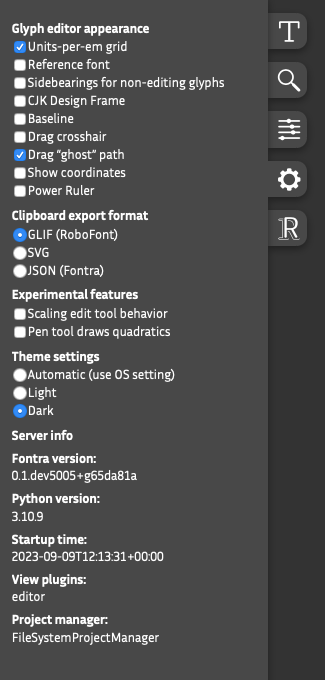 Glyph editor appearance
Units-per-em grid
Reference font
Sidebearings for non-editing glyphs
CJK Design Frame
Baseline
Drag crosshair
Drag “ghost” path
Show coordinates
Power Ruler
Clipboard export format
GLIF (RoboFont)
SVG
JSON (Fontra)
Experimental features
Scaling edit tool behavior
Pen tool draws quadratics
Theme settings
Automatic (use OS setting)
Light
Dark
Server info
Fontra version:
0.1.dev5005+g65da81a
Python version:
3.10.9
Startup time:
2023-09-09T12:13:31+00:00
View plugins:
editor
Project manager:
FileSystemProjectManager
T
R